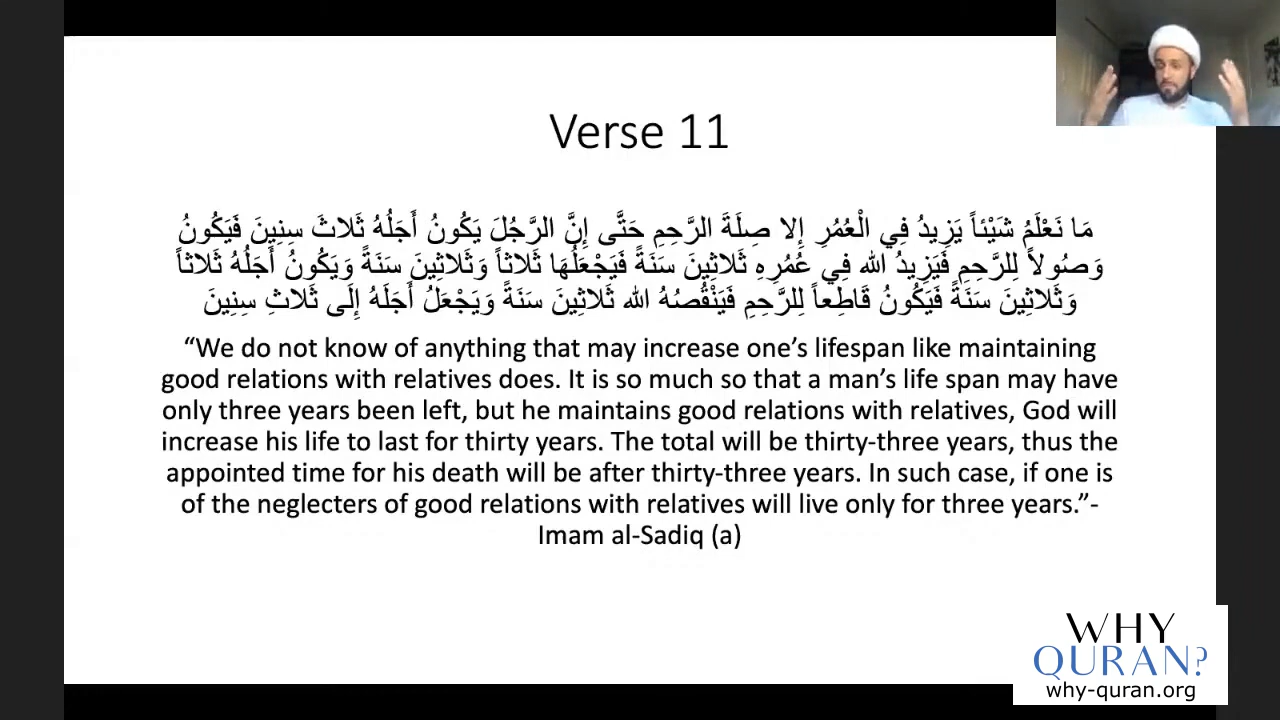 Verse 11
مَا نَعْلَمُ شَيْئاً يَزِيدُ فِي الْعُمُرِ إِلا صِلَةَ الرَّحِمِ حَتَّى إِنَّ الرَّجُلَ يَكُونُ أَجَلُهُ ثَلاثَ سِنِينَ فَيَكُونُ
وَصُولاً لِلرَّحِمِ فَيَزِيدُ الله فِي عُمُرِهِ ثَلاثِينَ سَنَةً فَيَجْعَلُهَا ثَلاثاً وَثَلاثِينَ سَنَةً وَيَكُونُ أَجَلُهُ ثَلاثاً
وَثَلاثِينَ سَنَةً فَيَكُونُ قَاطِعاً لِلرَّحِمِ فَيَنْقُصُهُ الله ثَلاثِينَ سَنَةً وَيَجْعَلُ أَجَلَهُ إِلَى ثَلاثِ سِنِينَ
“We do not know of anything that may increase one’s lifespan like maintaining
good relations with relatives does. It is so much so that a man’s life span may have
only three years been left, but he maintains good relations with relatives, God will
increase his life to last for thirty years. The total will be thirty-three years, thus the
appointed time for his death will be after thirty-three years. In such case, if one is
of the neglecters of good relations with relatives will live only for three years.”-
Imam al-Sadiq (a)
WHY
QURAN?
why-quran.org